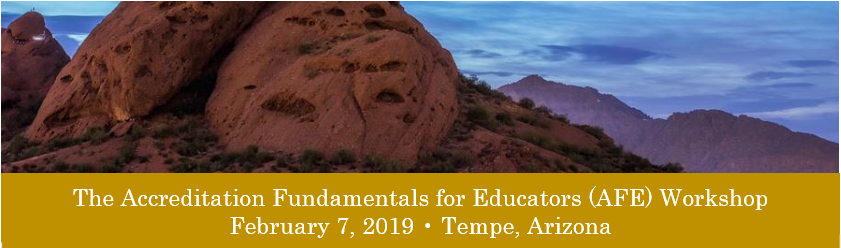 The Accreditation Fundamentals for Educators (AFE) Workshop
February 7, 2019 • Tempe, Arizona